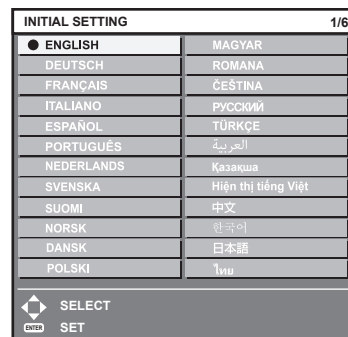 INITIAL SETTING 1/6
ENGLISH
DEUTSCH
FRANÇAIS
ITALIANO
ESPAÑOL
PORTUGUÊS
NEDERLANDS
SVENSKA
SUOMI
NORSK
DANSK
POLSKI
MAGYAR
ROMANA
ČEŠTINA
РУССКИЙ
TÜRKÇE
العربية
Қазақша
Hiện thị tiếng Việt
中文
한국어
日本語
ไทย
SELECT
ENTER SET